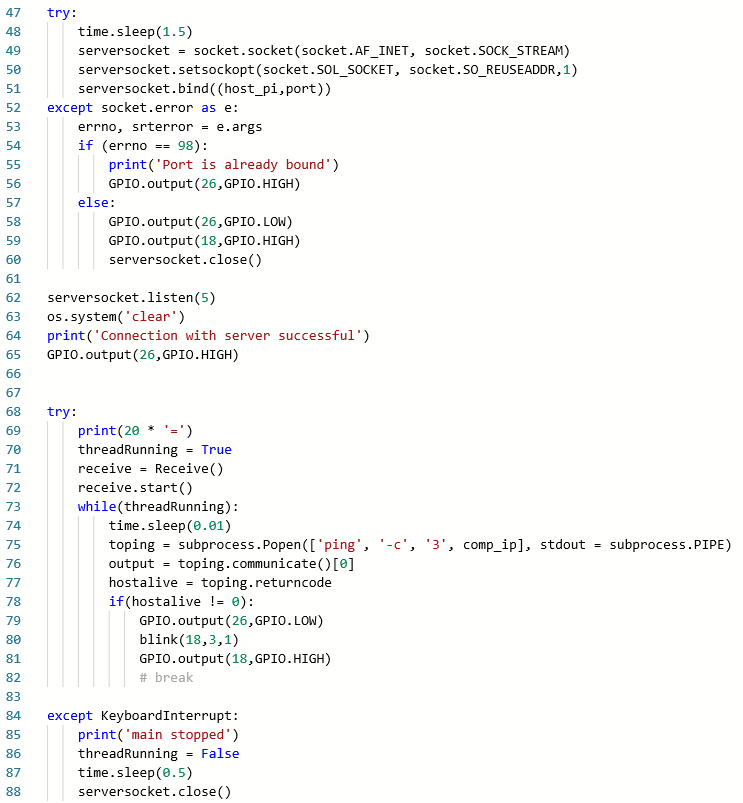 47 try:
48     time.sleep(1.5)
49     serversocket = socket.socket(socket.AF_INET, socket.SOCK_STREAM)
50     serversocket.setsockopt(socket.SOL_SOCKET, socket.SO_REUSEADDR,1)
51     serversocket.bind((host_pi,port))
52 except socket.error as e:
53     errno, srterror = e.args
54     if (errno == 98):
55         print('Port is already bound')
56         GPIO.output(26,GPIO.HIGH)
57     else:
58         GPIO.output(26,GPIO.LOW)
59         GPIO.output(18,GPIO.HIGH)
60         serversocket.close()
61
62 serversocket.listen(5)
63 os.system('clear')
64 print('Connection with server successful')
65 GPIO.output(26,GPIO.HIGH)
66
67
68 try:
69     print(20 * '=')
70     threadRunning = True
71     receive = Receive()
72     receive.start()
73     while(threadRunning):
74         time.sleep(0.01)
75         toping = subprocess.Popen(['ping', '-c', '3', comp_ip], stdout = subprocess.PIPE)
76         output = toping.communicate()[0]
77         hostalive = toping.returncode
78         if(hostalive != 0):
79             GPIO.output(26,GPIO.LOW)
80             blink(18,3,1)
81             GPIO.output(18,GPIO.HIGH)
82             # break
83
84 except KeyboardInterrupt:
85     print('main stopped')
86     threadRunning = False
87     time.sleep(0.5)
88     serversocket.close()